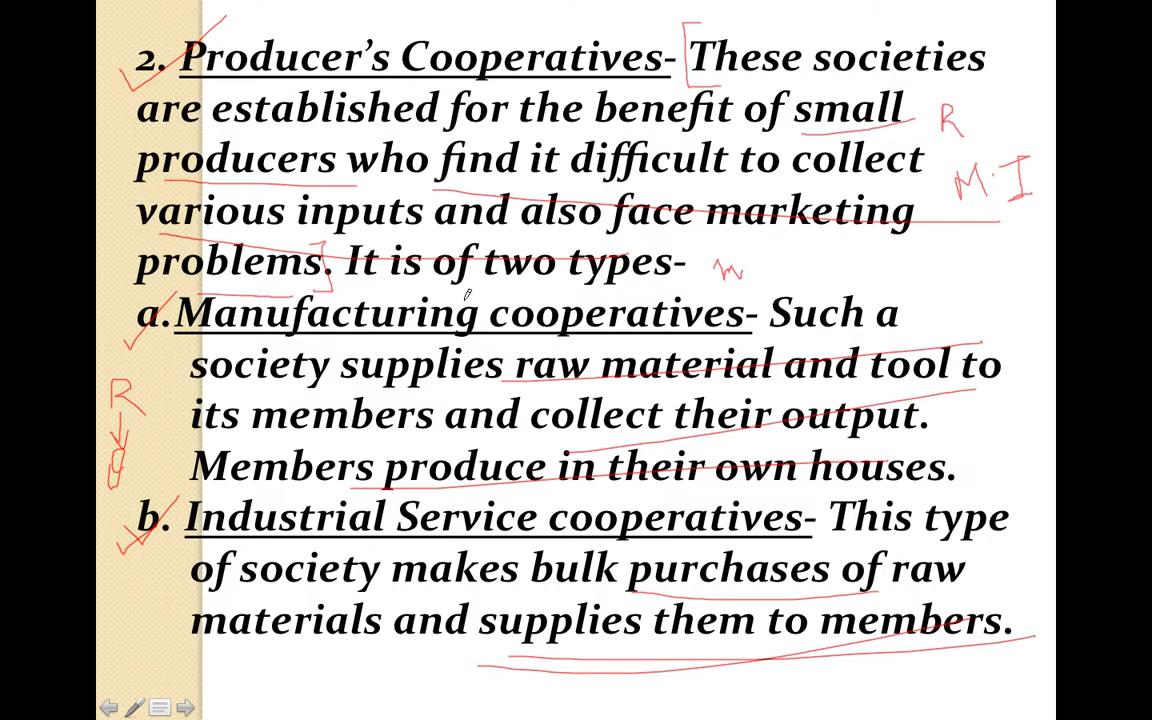 2. Producer’s Cooperatives- These societies
are established for the benefit of small
R
producers who find it difficult to collect
M.I
various inputs and also face marketing
problems. It is of two types-
m
a.Manufacturing cooperatives- Such a
society supplies raw material and tool to
R
its members and collect their output.
Members produce in their own houses.
b. Industrial Service cooperatives- This type
of society makes bulk purchases of raw
materials and supplies them to members.